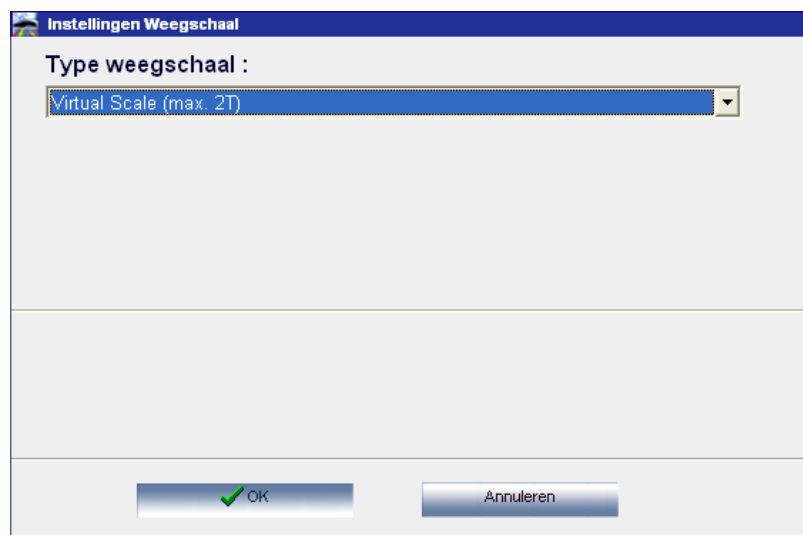 Instellingen Weegschaal
Type weegschaal :
Virtual Scale (max. 2T)
OK
Annuleren